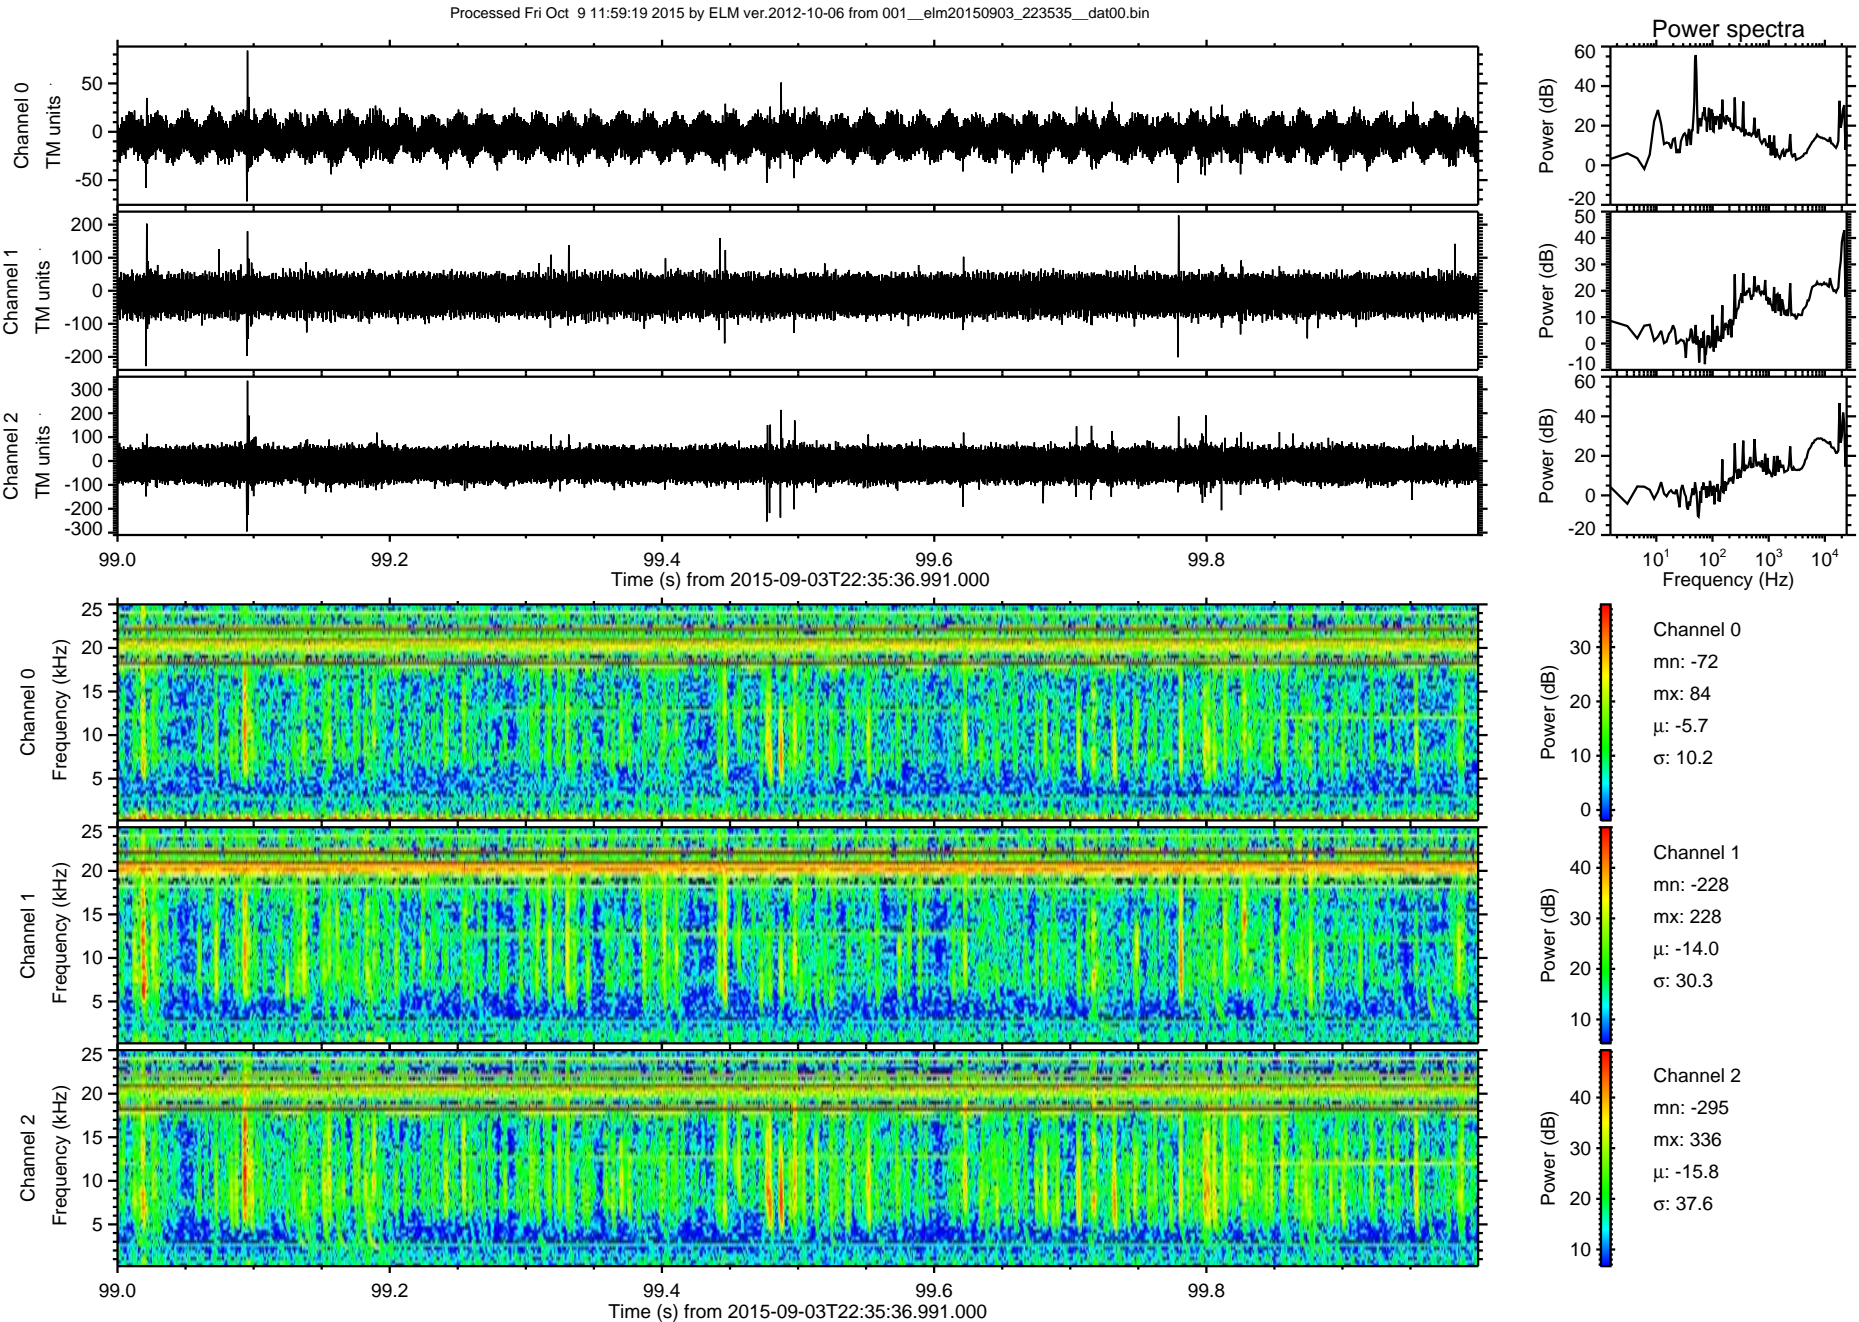 Processed Fri Oct  9 11:59:19 2015 by ELM ver.2012-10-06 from 001__elm20150903_223535__dat00.bin
Power spectra
Channel 0
TM units
50
0
-50
Power (dB)
60
40
20
0
-20
Channel 1
TM units
200
100
0
-100
-200
Power (dB)
50
40
30
20
10
0
-10
Channel 2
TM units
300
200
100
0
-100
-200
-300
Power (dB)
60
40
20
0
-20
99.0 99.2 99.4 99.6 99.8
Time (s) from 2015-09-03T22:35:36.991.000
10^1 10^2 10^3 10^4
Frequency (Hz)
Channel 0
Frequency (kHz)
25
20
15
10
5
Power (dB)
30
20
10
0
Channel 0
mn: -72
mx: 84
µ: -5.7
σ: 10.2
Channel 1
Frequency (kHz)
25
20
15
10
5
Power (dB)
40
30
20
10
Channel 1
mn: -228
mx: 228
µ: -14.0
σ: 30.3
Channel 2
Frequency (kHz)
25
20
15
10
5
Power (dB)
40
30
20
10
Channel 2
mn: -295
mx: 336
µ: -15.8
σ: 37.6
99.0 99.2 99.4 99.6 99.8
Time (s) from 2015-09-03T22:35:36.991.000